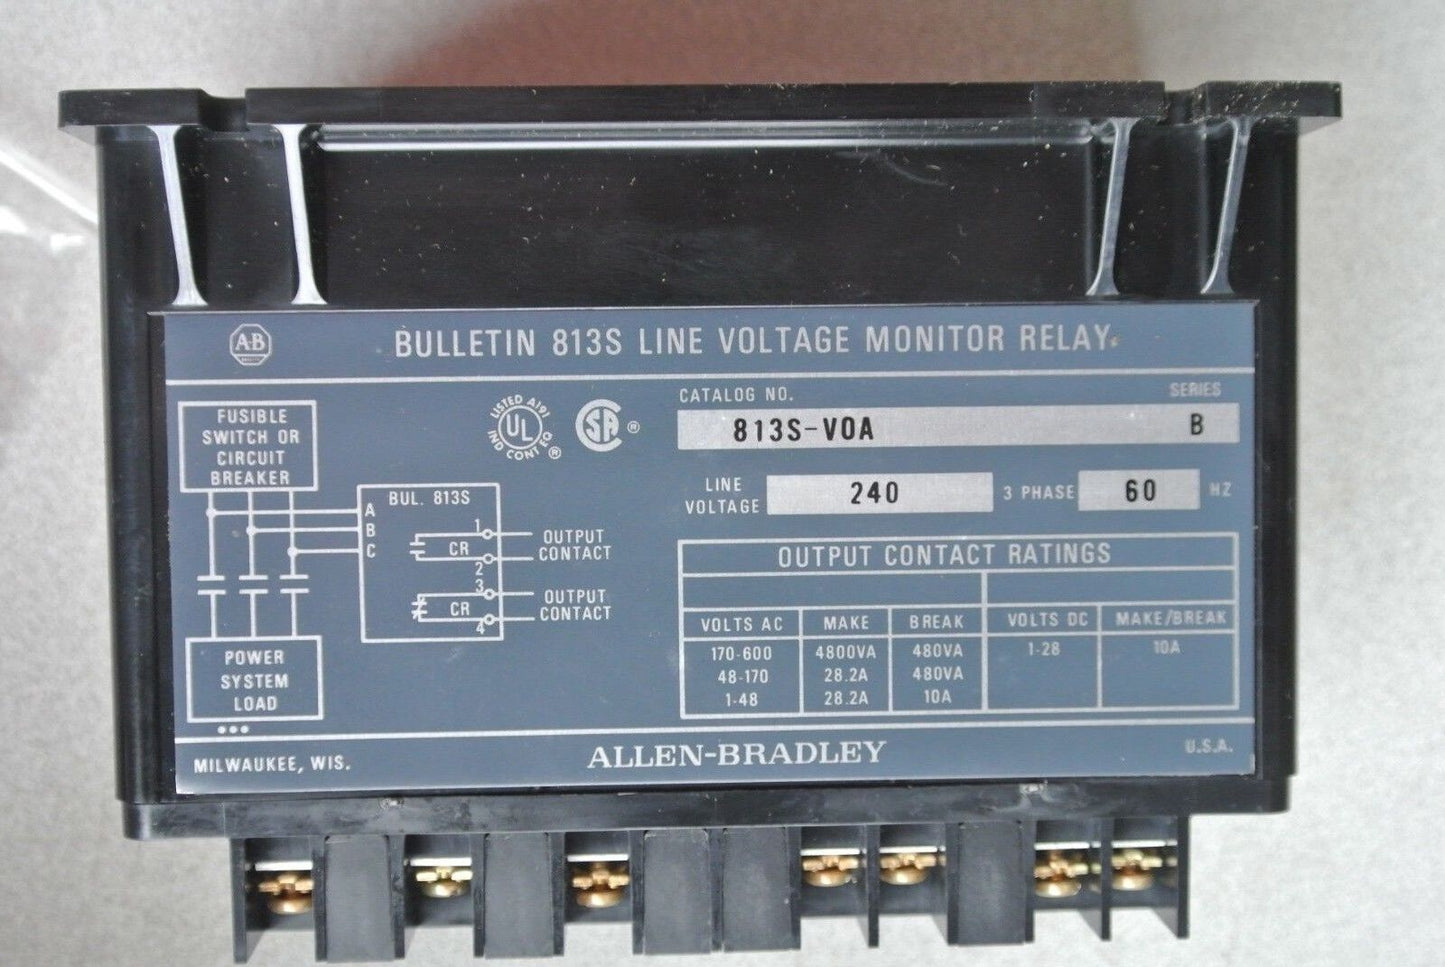 A-B
QUALITY
BULLETIN 813S LINE VOLTAGE MONITOR RELAY
FUSIBLE
SWITCH OR
CIRCUIT
BREAKER
LISTED A191
UL
IND CONT EQ ®
SA ®
CATALOG NO.
SERIES
813S-VOA
B
LINE
VOLTAGE
240
3 PHASE
60
HZ
BUL. 813S
A
B
C
1
CR
2
3
CR
4
OUTPUT
CONTACT
OUTPUT
CONTACT
POWER
SYSTEM
LOAD
OUTPUT CONTACT RATINGS
VOLTS AC MAKE BREAK VOLTS DC MAKE/BREAK
170-600 4800VA 480VA 1-28 10A
48-170 28.2A 480VA
1-48 28.2A 10A
MILWAUKEE, WIS.
ALLEN-BRADLEY
U.S.A.